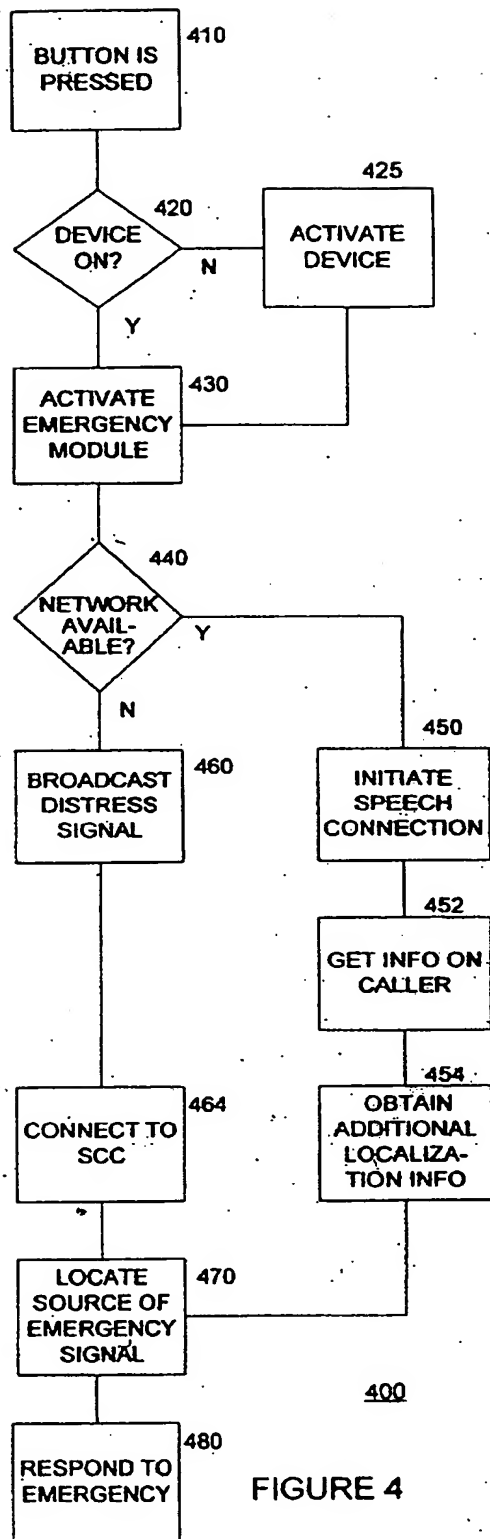 410
BUTTON IS
PRESSED
420
DEVICE
ON?
N
Y
425
ACTIVATE
DEVICE
430
ACTIVATE
EMERGENCY
MODULE
440
NETWORK
AVAIL-
ABLE?
Y
N
450
INITIATE
SPEECH
CONNECTION
460
BROADCAST
DISTRESS
SIGNAL
452
GET INFO ON
CALLER
454
OBTAIN
ADDITIONAL
LOCALIZA-
TION INFO
464
CONNECT TO
SCC
470
LOCATE
SOURCE OF
EMERGENCY
SIGNAL
400
480
RESPOND TO
EMERGENCY
FIGURE 4